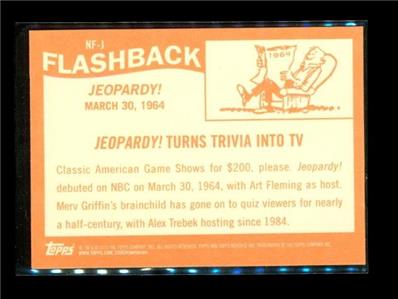 NF-J
FLASHBACK
1964
JEOPARDY!
MARCH 30, 1964
JEOPARDY! TURNS TRIVIA INTO TV
Classic American Game Shows for $200, please. Jeopardy!
debuted on NBC on March 30, 1964, with Art Fleming as host.
Merv Griffin's brainchild has gone on to quiz viewers for nearly
a half-century, with Alex Trebek hosting since 1984.
Topps